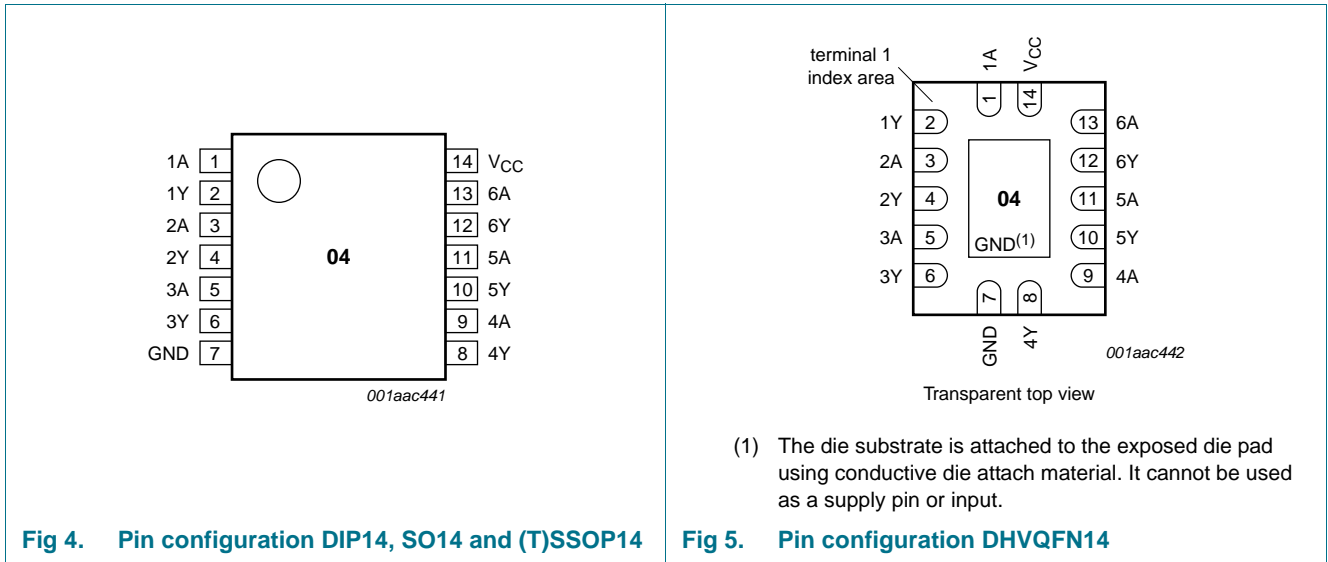 1A 1
1Y 2
2A 3
2Y 4
3A 5
3Y 6
GND 7
04
14 VCC
13 6A
12 6Y
11 5A
10 5Y
9 4A
8 4Y
001aac441
Fig 4. Pin configuration DIP14, SO14 and (T)SSOP14
terminal 1
index area
1A
VCC
1
14
1Y 2
2A 3
2Y 4
3A 5
3Y 6
04
GND(1)
13 6A
12 6Y
11 5A
10 5Y
9 4A
7
8
GND
4Y
001aac442
Transparent top view
(1) The die substrate is attached to the exposed die pad
using conductive die attach material. It cannot be used
as a supply pin or input.
Fig 5. Pin configuration DHVQFN14